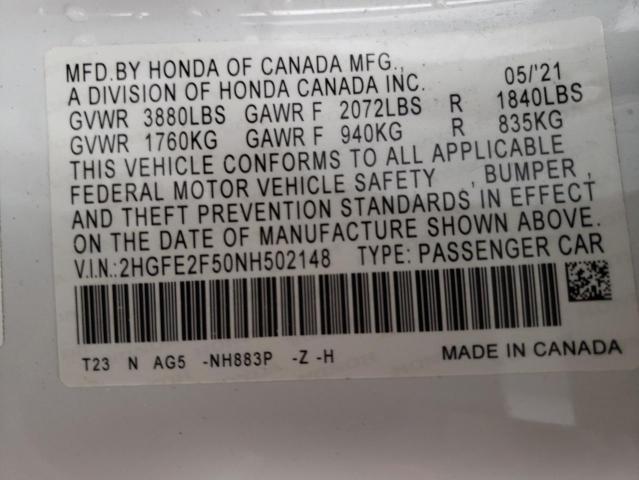 MFD.BY HONDA OF CANADA MFG.,
A DIVISION OF HONDA CANADA INC. 05/'21
GVWR 3880LBS GAWR F 2072LBS R 1840LBS
GVWR 1760KG GAWR F 940KG R 835KG
THIS VEHICLE CONFORMS TO ALL APPLICABLE
FEDERAL MOTOR VEHICLE SAFETY , BUMPER ,
AND THEFT PREVENTION STANDARDS IN EFFECT
ON THE DATE OF MANUFACTURE SHOWN ABOVE.
V.I.N.:2HGFE2F50NH502148 TYPE: PASSENGER CAR
T23 N AG5 -NH883P -Z -H MADE IN CANADA